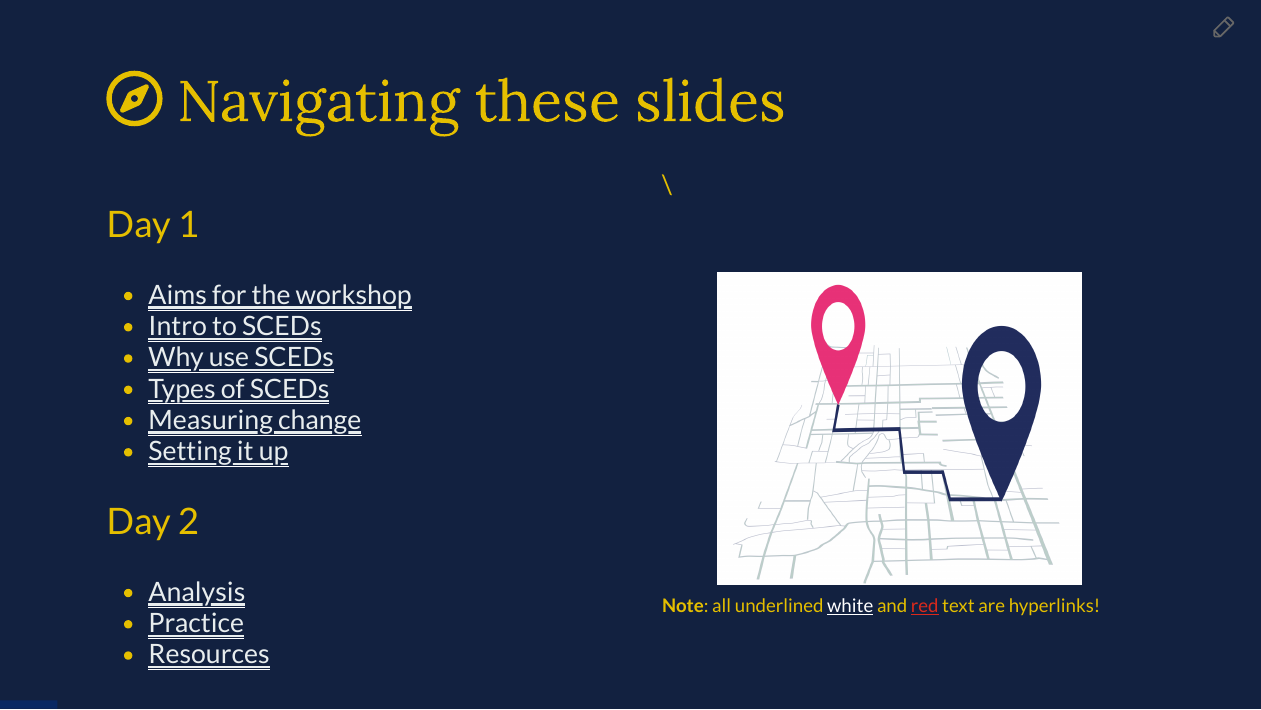 Navigating these slides
Day 1
Aims for the workshop
Intro to SCEDs
Why use SCEDs
Types of SCEDs
Measuring change
Setting it up
Day 2
Analysis
Practice
Resources
\
Note: all underlined white and red text are hyperlinks!